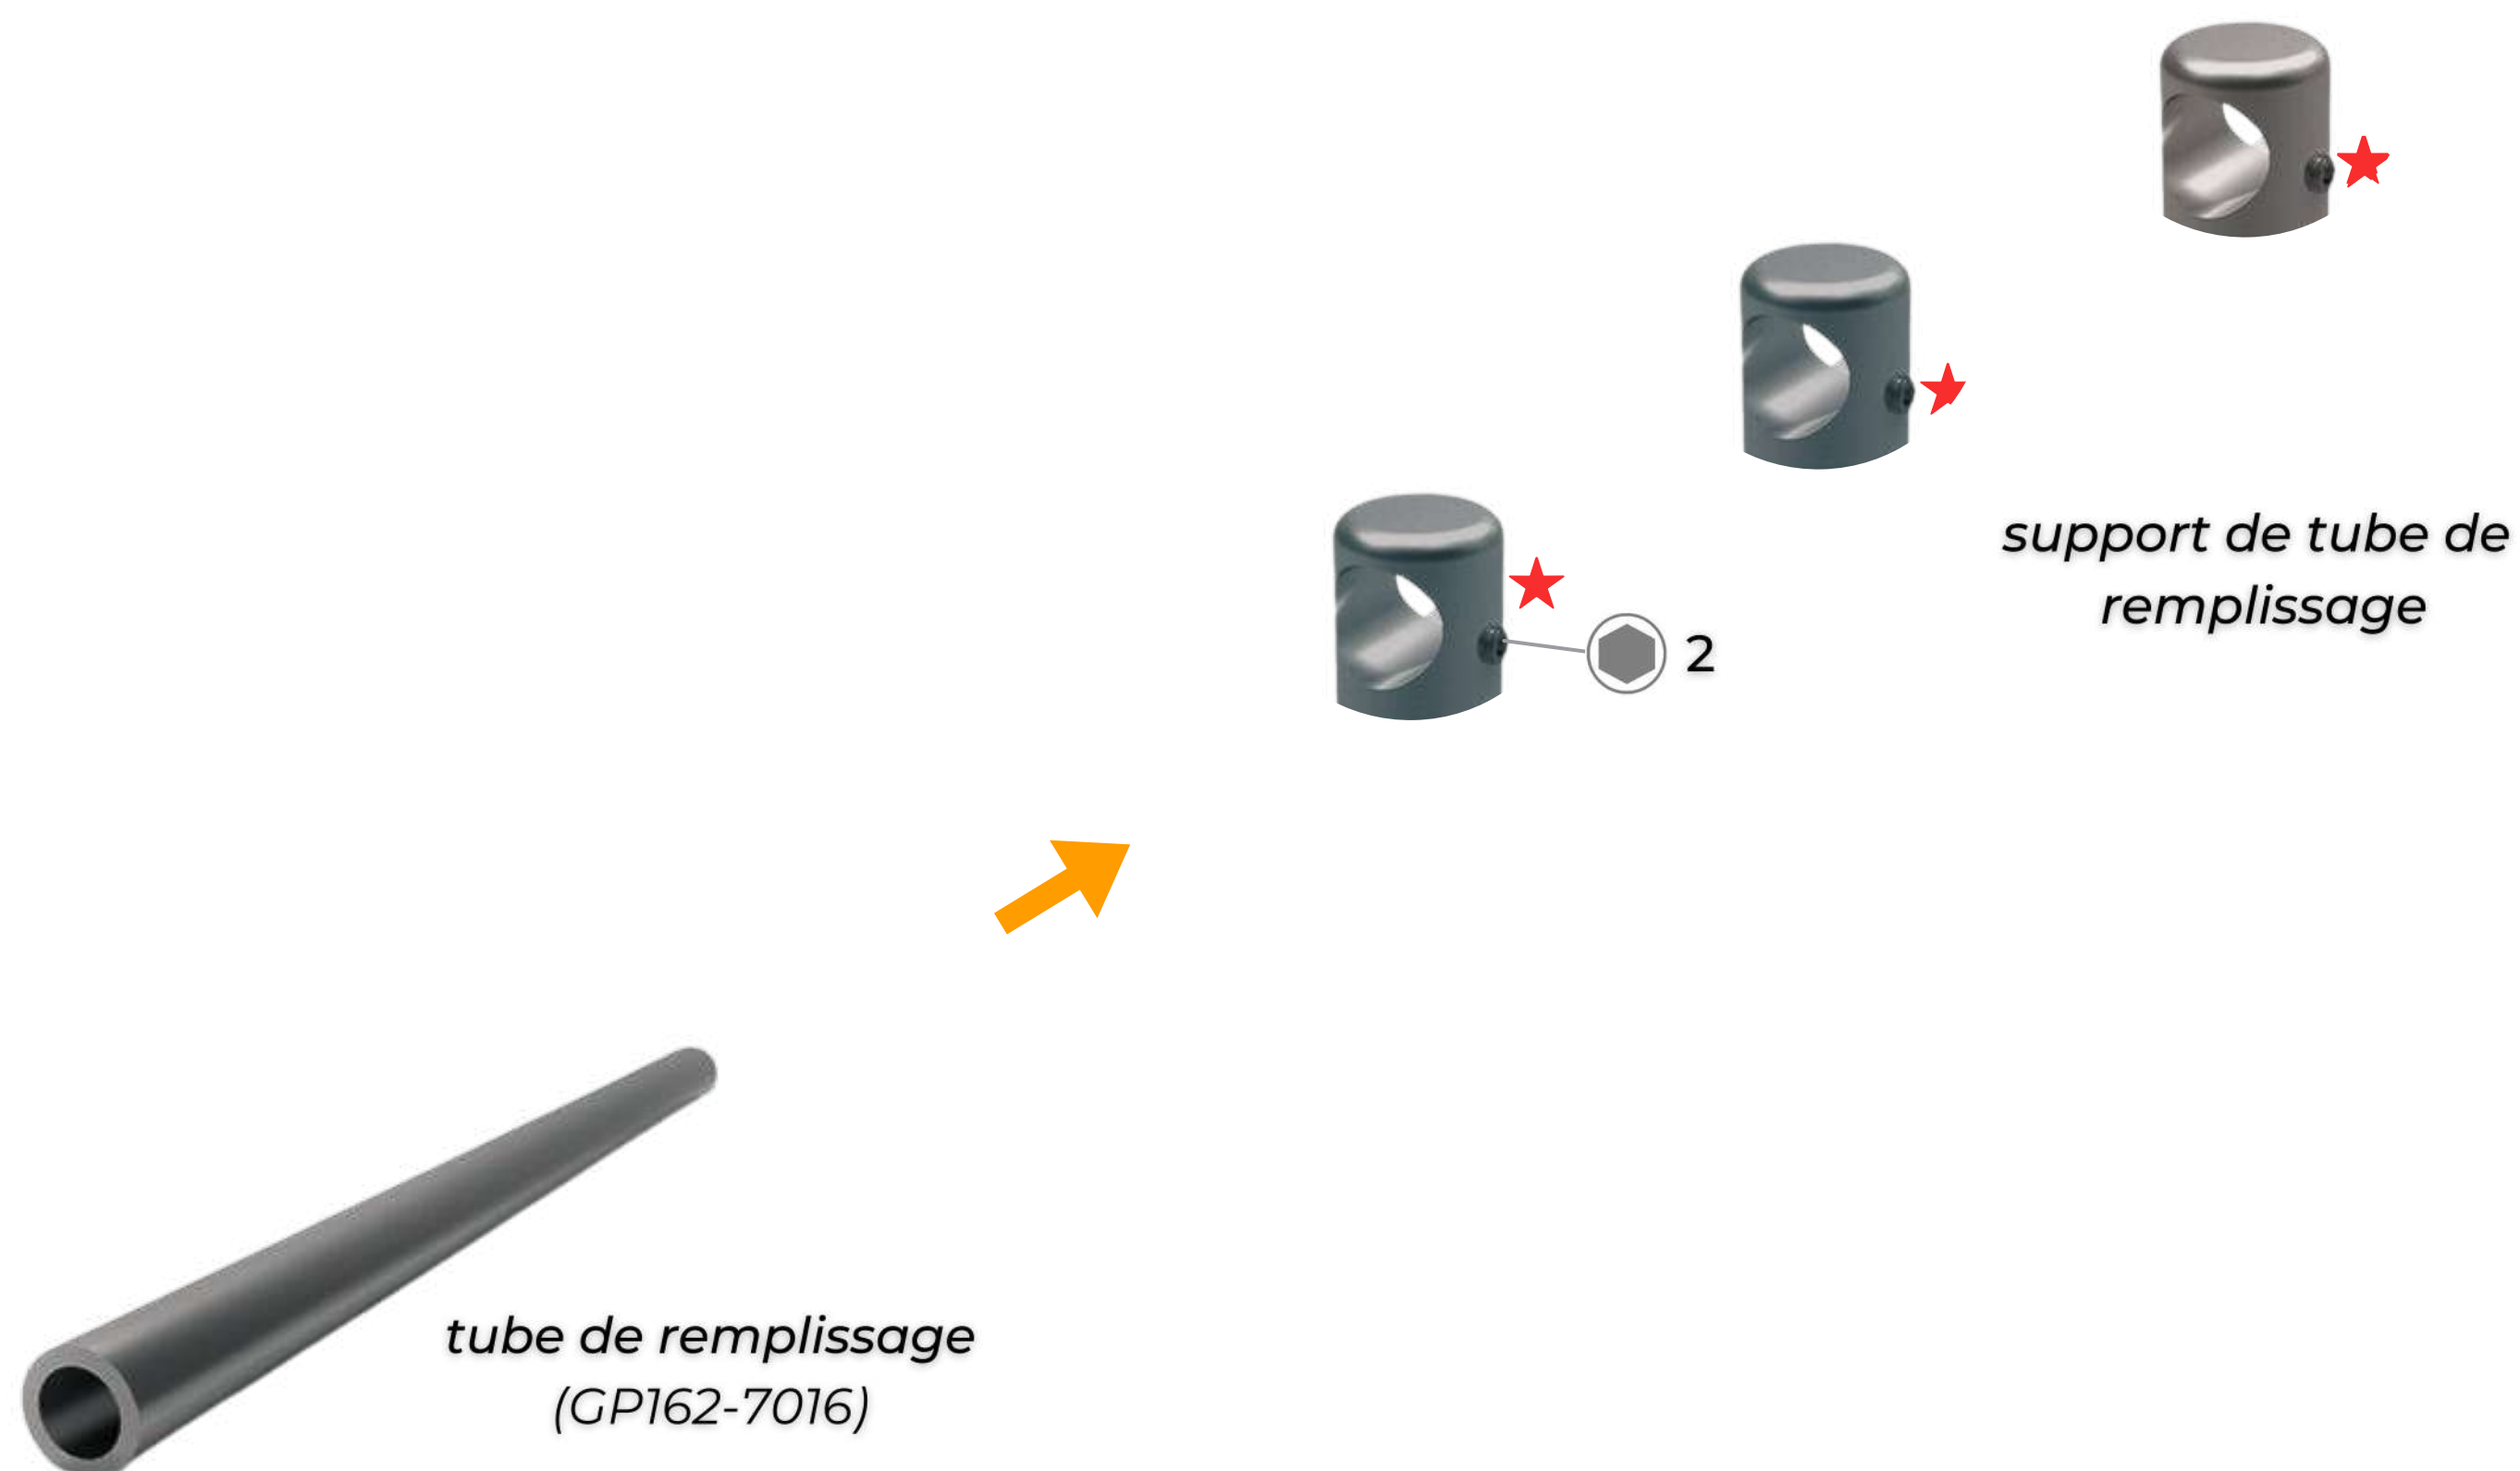 support de tube de
remplissage
2
tube de remplissage
(GP162-7016)